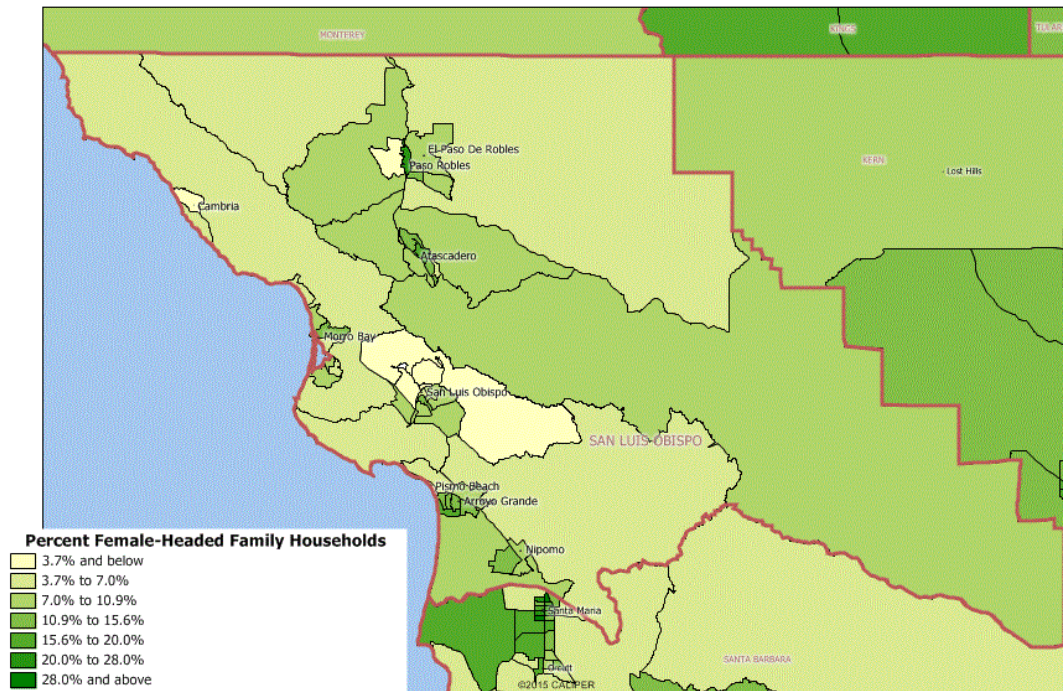 MONTEREY
KINGS
TULAR
El Paso De Robles
Paso Robles
KERN
Lost Hills
Cambria
Atascadero
Morro Bay
San Luis Obispo
SAN LUIS OBISPO
Pismo Beach
Arroyo Grande
Nipomo
Santa Maria
SANTA BARBARA
Orcutt
©2015 CALIPER
Percent Female-Headed Family Households
3.7% and below
3.7% to 7.0%
7.0% to 10.9%
10.9% to 15.6%
15.6% to 20.0%
20.0% to 28.0%
28.0% and above